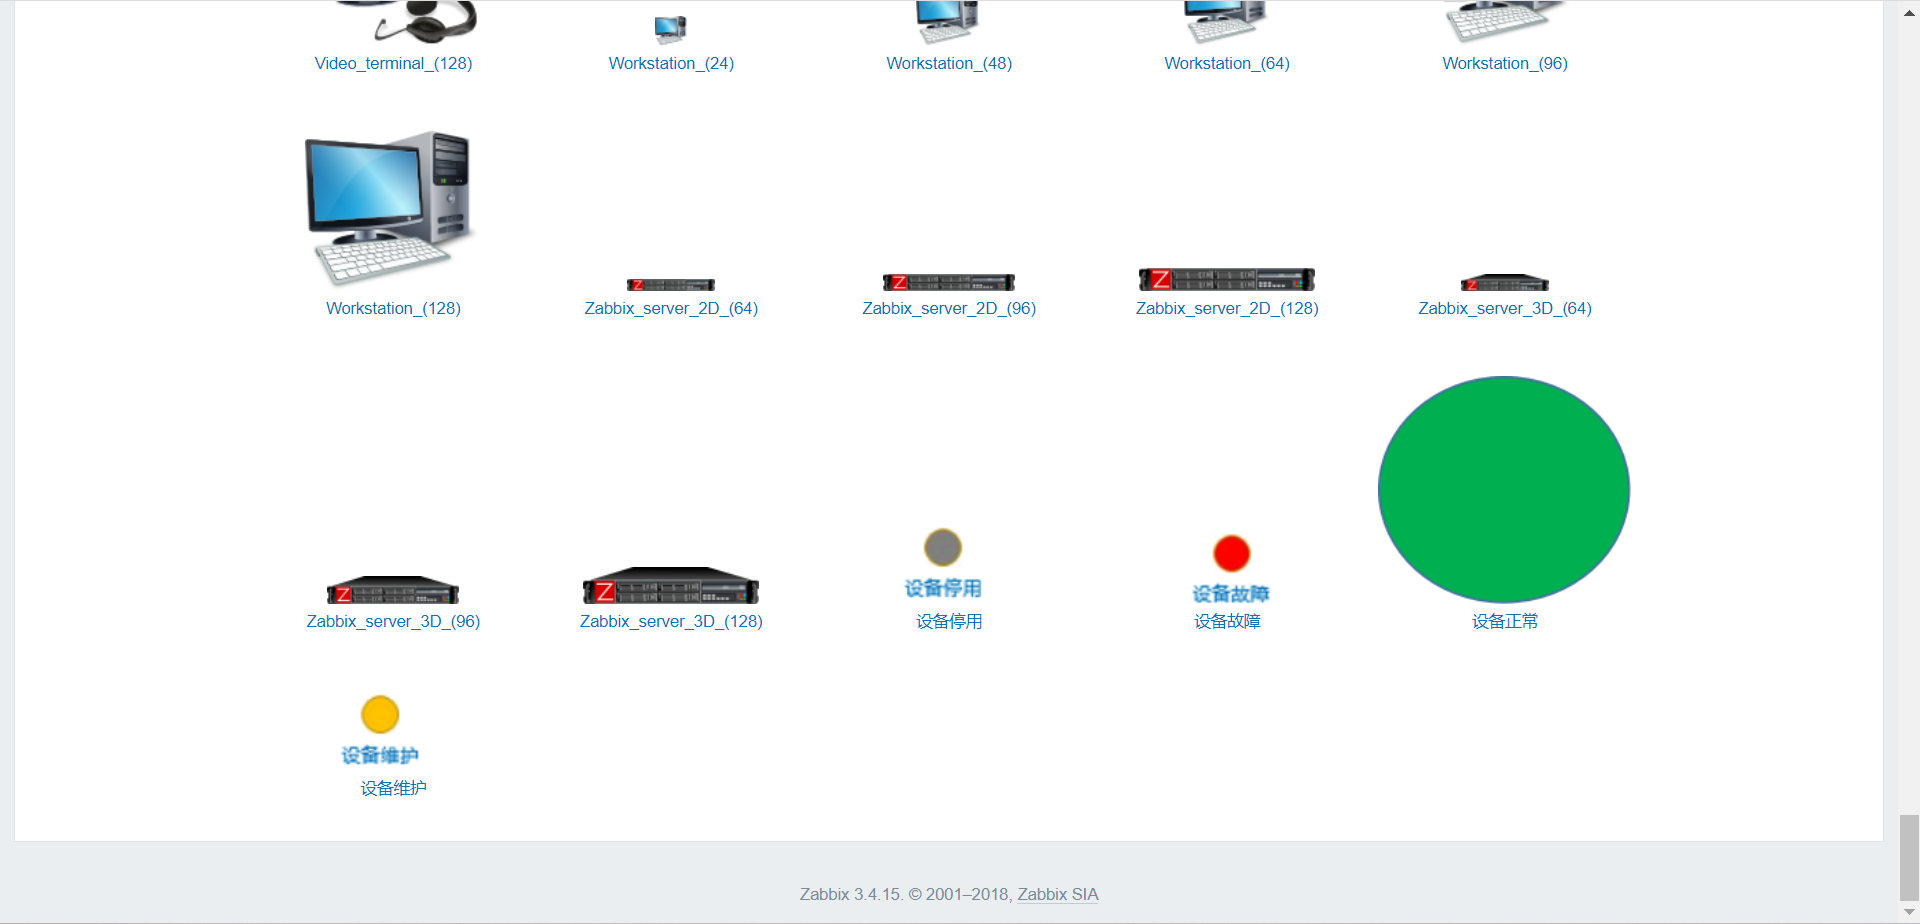 Video_terminal_(128)
Workstation_(24)
Workstation_(48)
Workstation_(64)
Workstation_(96)
Workstation_(128)
Z
Zabbix_server_2D_(64)
Z
Zabbix_server_2D_(96)
Z
Zabbix_server_2D_(128)
Z
Zabbix_server_3D_(64)
Z
Zabbix_server_3D_(96)
Z
Zabbix_server_3D_(128)
设备停用
设备停用
设备故障
设备故障
设备正常
设备维护
设备维护
Zabbix 3.4.15. © 2001–2018, Zabbix SIA